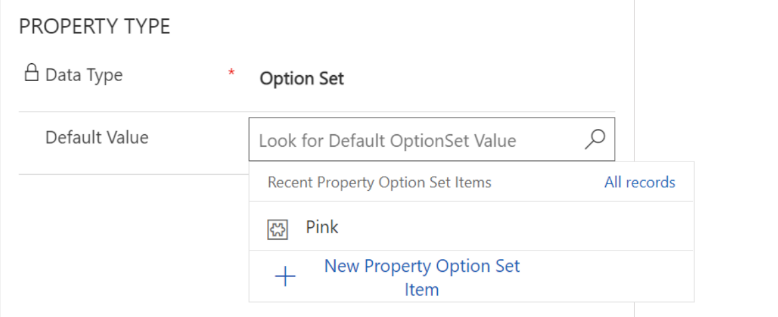 PROPERTY TYPE
Data Type * Option Set
Default Value Look for Default OptionSet Value
Recent Property Option Set Items All records
Pink
New Property Option Set
Item